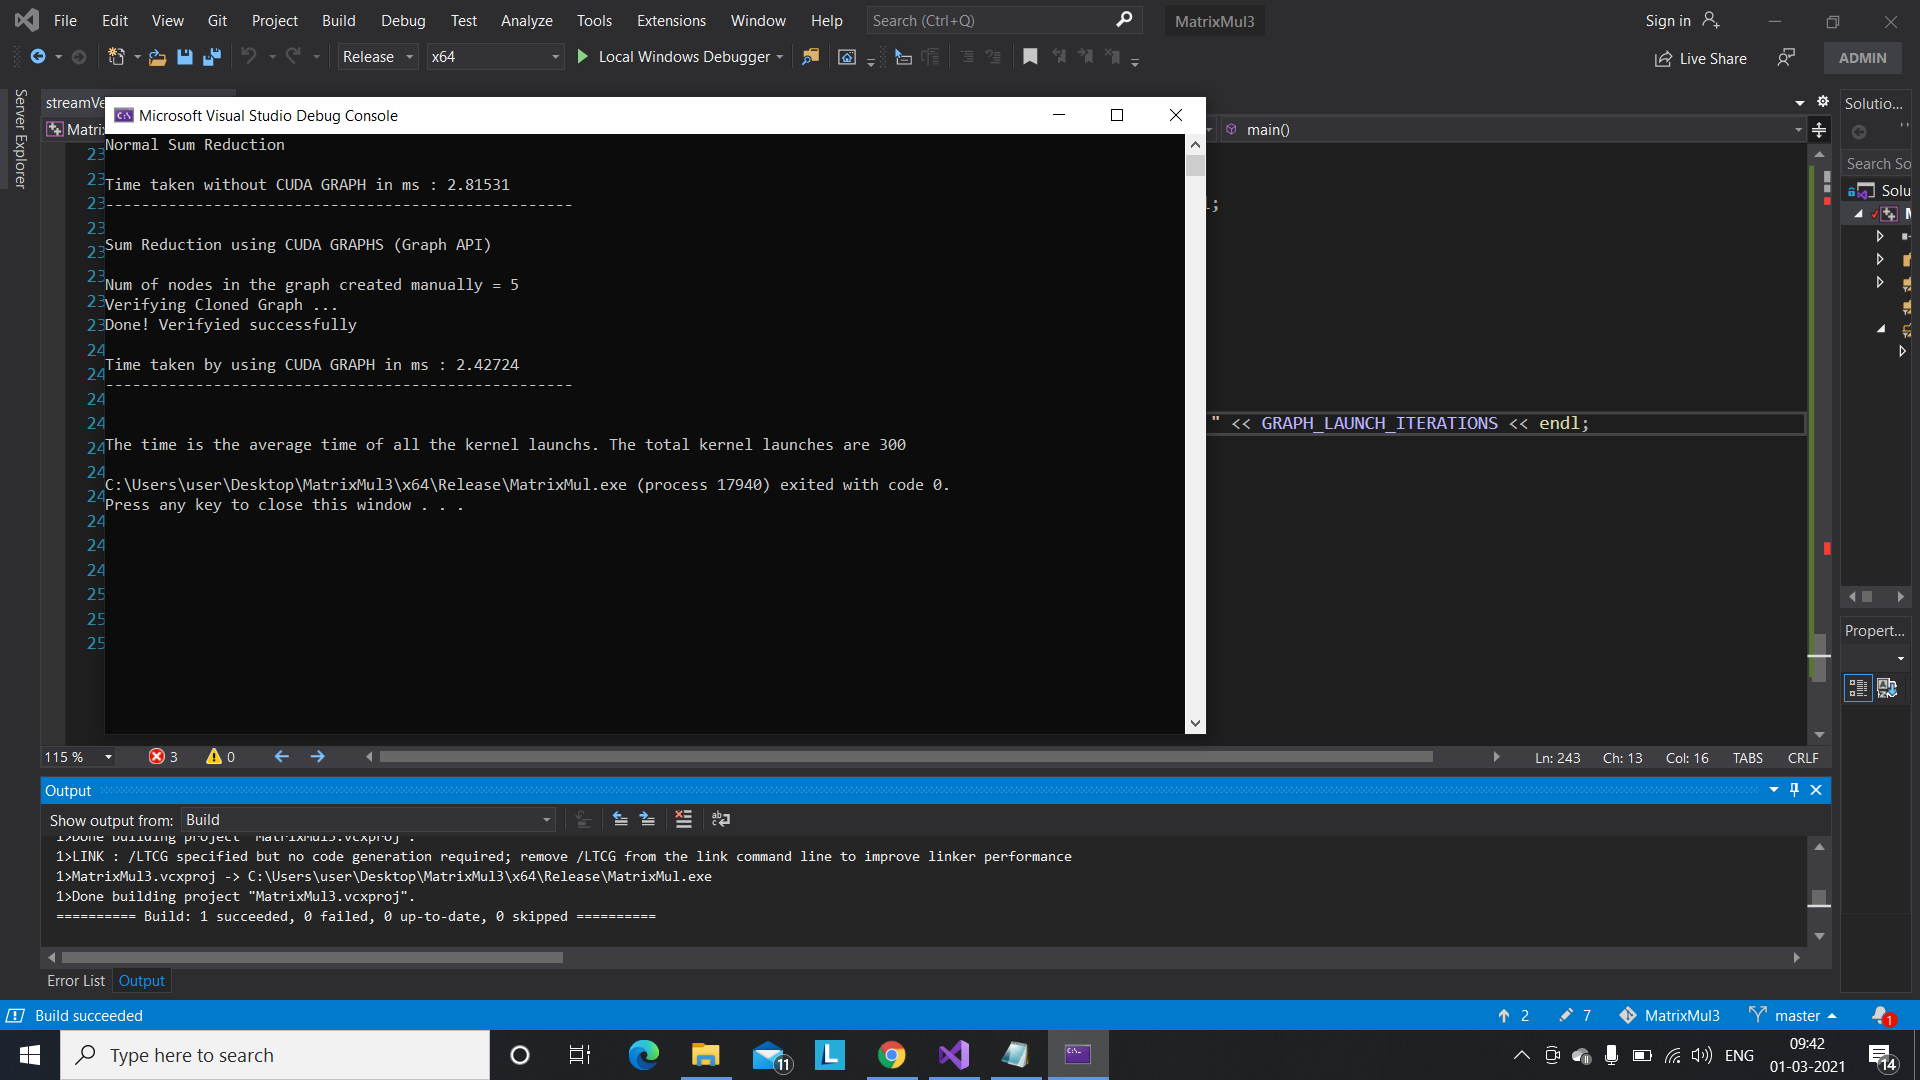 File Edit View Git Project Build Debug Test Analyze Tools Extensions Window Help Search (Ctrl+Q) MatrixMul3 Sign in
Release x64 Local Windows Debugger Live Share ADMIN
Server Explorer
streamVe
Matri
main()
Microsoft Visual Studio Debug Console
Normal Sum Reduction
Time taken without CUDA GRAPH in ms : 2.81531
----------------------------------------------------
Sum Reduction using CUDA GRAPHS (Graph API)
Num of nodes in the graph created manually = 5
Verifying Cloned Graph ...
Done! Verifyied successfully
Time taken by using CUDA GRAPH in ms : 2.42724
----------------------------------------------------
The time is the average time of all the kernel launchs. The total kernel launches are 300
C:\Users\user\Desktop\MatrixMul3\x64\Release\MatrixMul.exe (process 17940) exited with code 0.
Press any key to close this window . . .
23
23
23
23
23
23
23
23
24
24
24
24
24
24
24
24
24
24
25
25
25
;
" << GRAPH_LAUNCH_ITERATIONS << endl;
Solutio...
Search So
Solu
Propert...
115 % 3 0 Ln: 243 Ch: 13 Col: 16 TABS CRLF
Output
Show output from: Build
1>Done building project "MatrixMul3.vcxproj".
1>LINK : /LTCG specified but no code generation required; remove /LTCG from the link command line to improve linker performance
1>MatrixMul3.vcxproj -> C:\Users\user\Desktop\MatrixMul3\x64\Release\MatrixMul.exe
1>Done building project "MatrixMul3.vcxproj".
========== Build: 1 succeeded, 0 failed, 0 up-to-date, 0 skipped ==========
Error List Output
Build succeeded 2 7 MatrixMul3 master 1
Type here to search 11 L ENG 09:42
01-03-2021 14